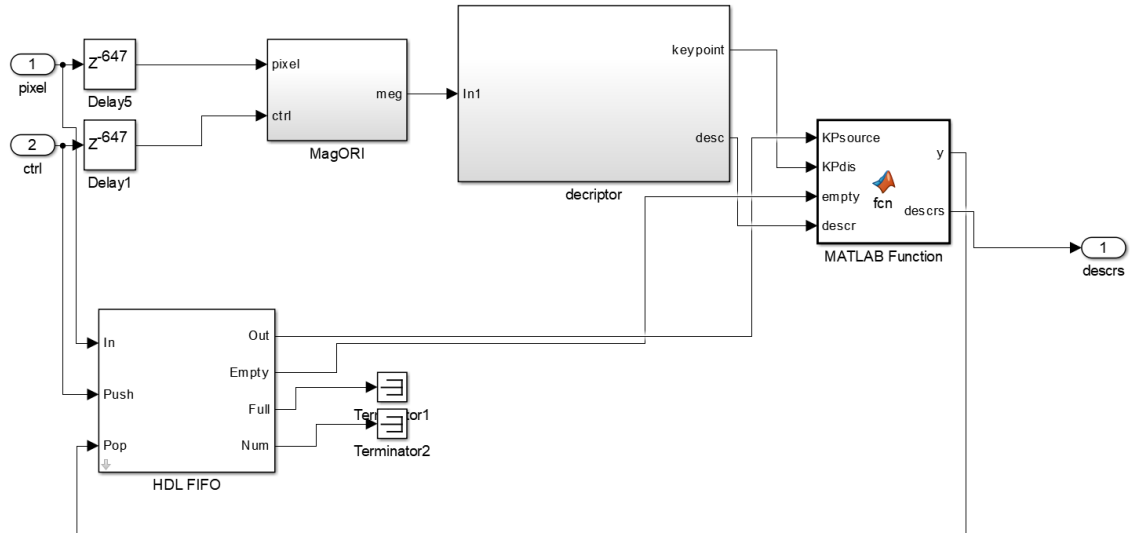 1
pixel
z-647
Delay5
2
ctrl
z-647
Delay1
pixel
ctrl
meg
MagORI
In1
keypoint
desc
decriptor
KPsource
KPdis
empty
descr
fcn
y
descrs
MATLAB Function
1
descrs
In
Push
Pop
Out
Empty
Full
Num
HDL FIFO
Terminator2